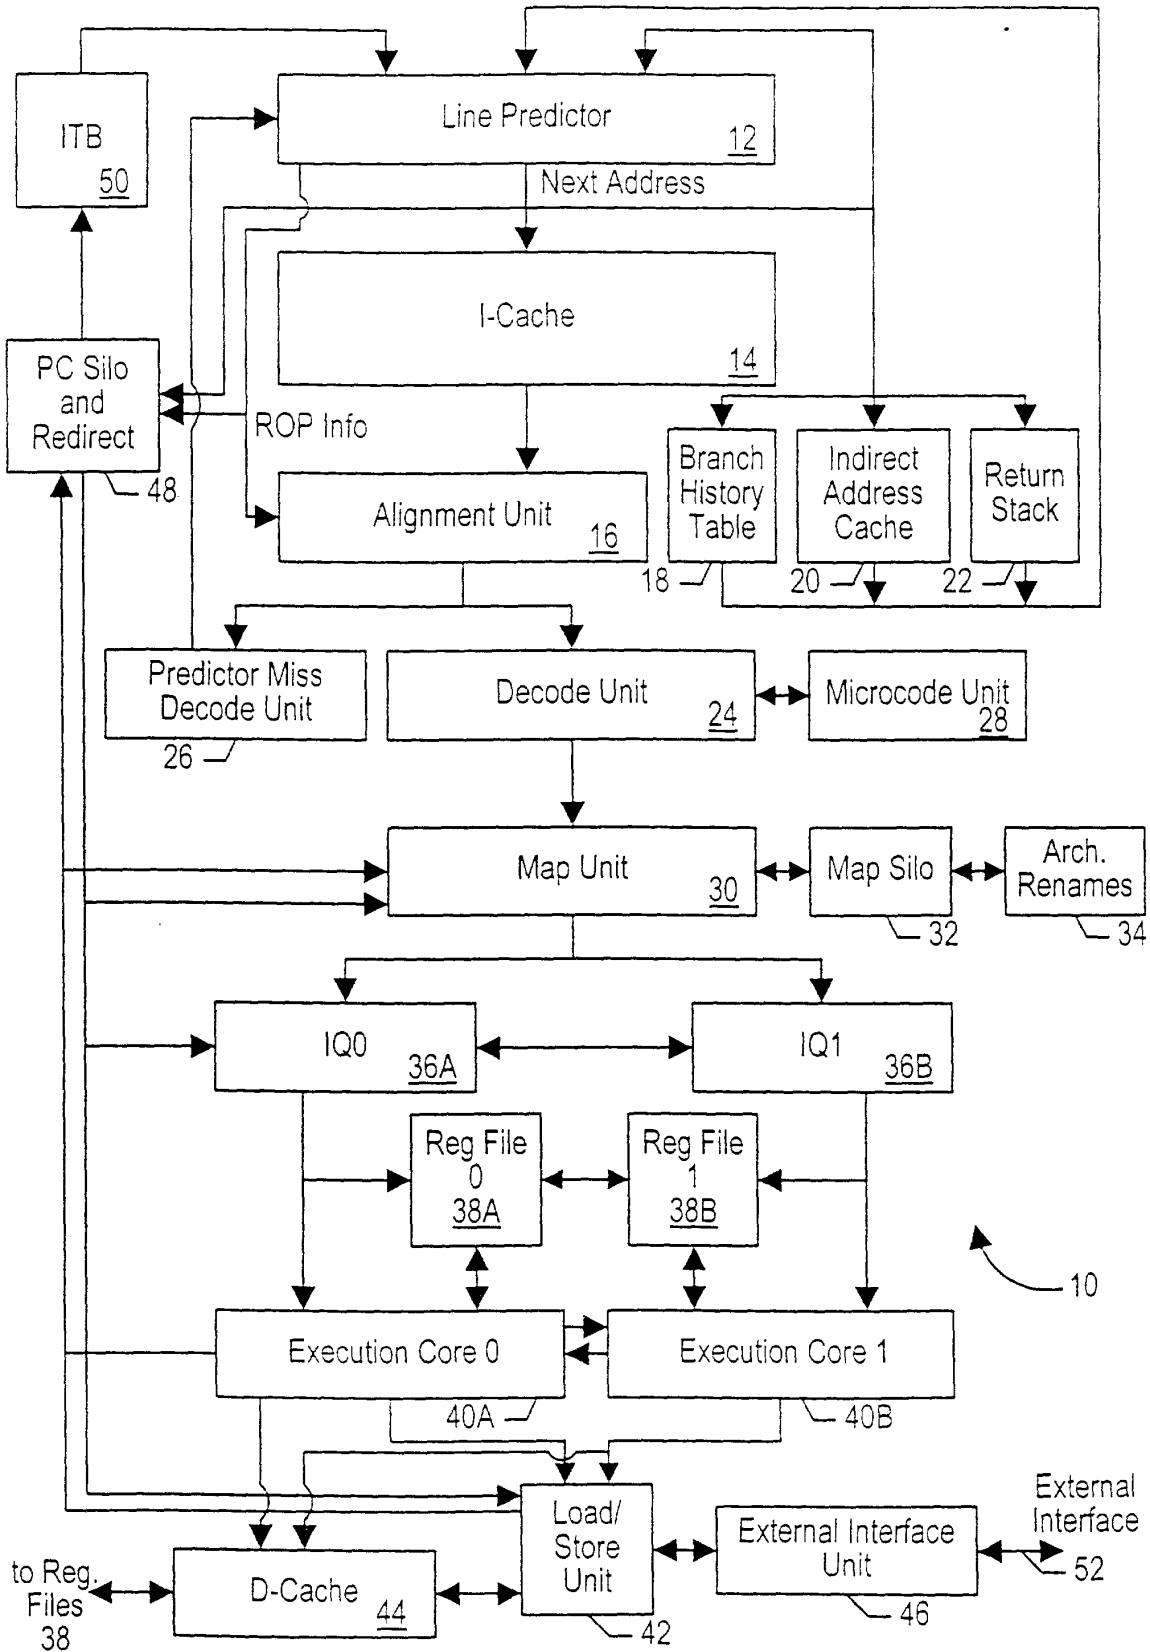 Line Predictor
12
ITB
50
Next Address
I-Cache
14
PC Silo
and
Redirect
48
ROP Info
Alignment Unit
16
Branch
History
Table
18
Indirect
Address
Cache
20
Return
Stack
22
Predictor Miss
Decode Unit
26
Decode Unit
24
Microcode Unit
28
Map Unit
30
Map Silo
32
Arch.
Renames
34
IQ0
36A
IQ1
36B
Reg File
0
38A
Reg File
1
38B
10
Execution Core 0
40A
Execution Core 1
40B
Load/
Store
Unit
42
External Interface
Unit
46
External
Interface
52
to Reg.
Files
38
D-Cache
44